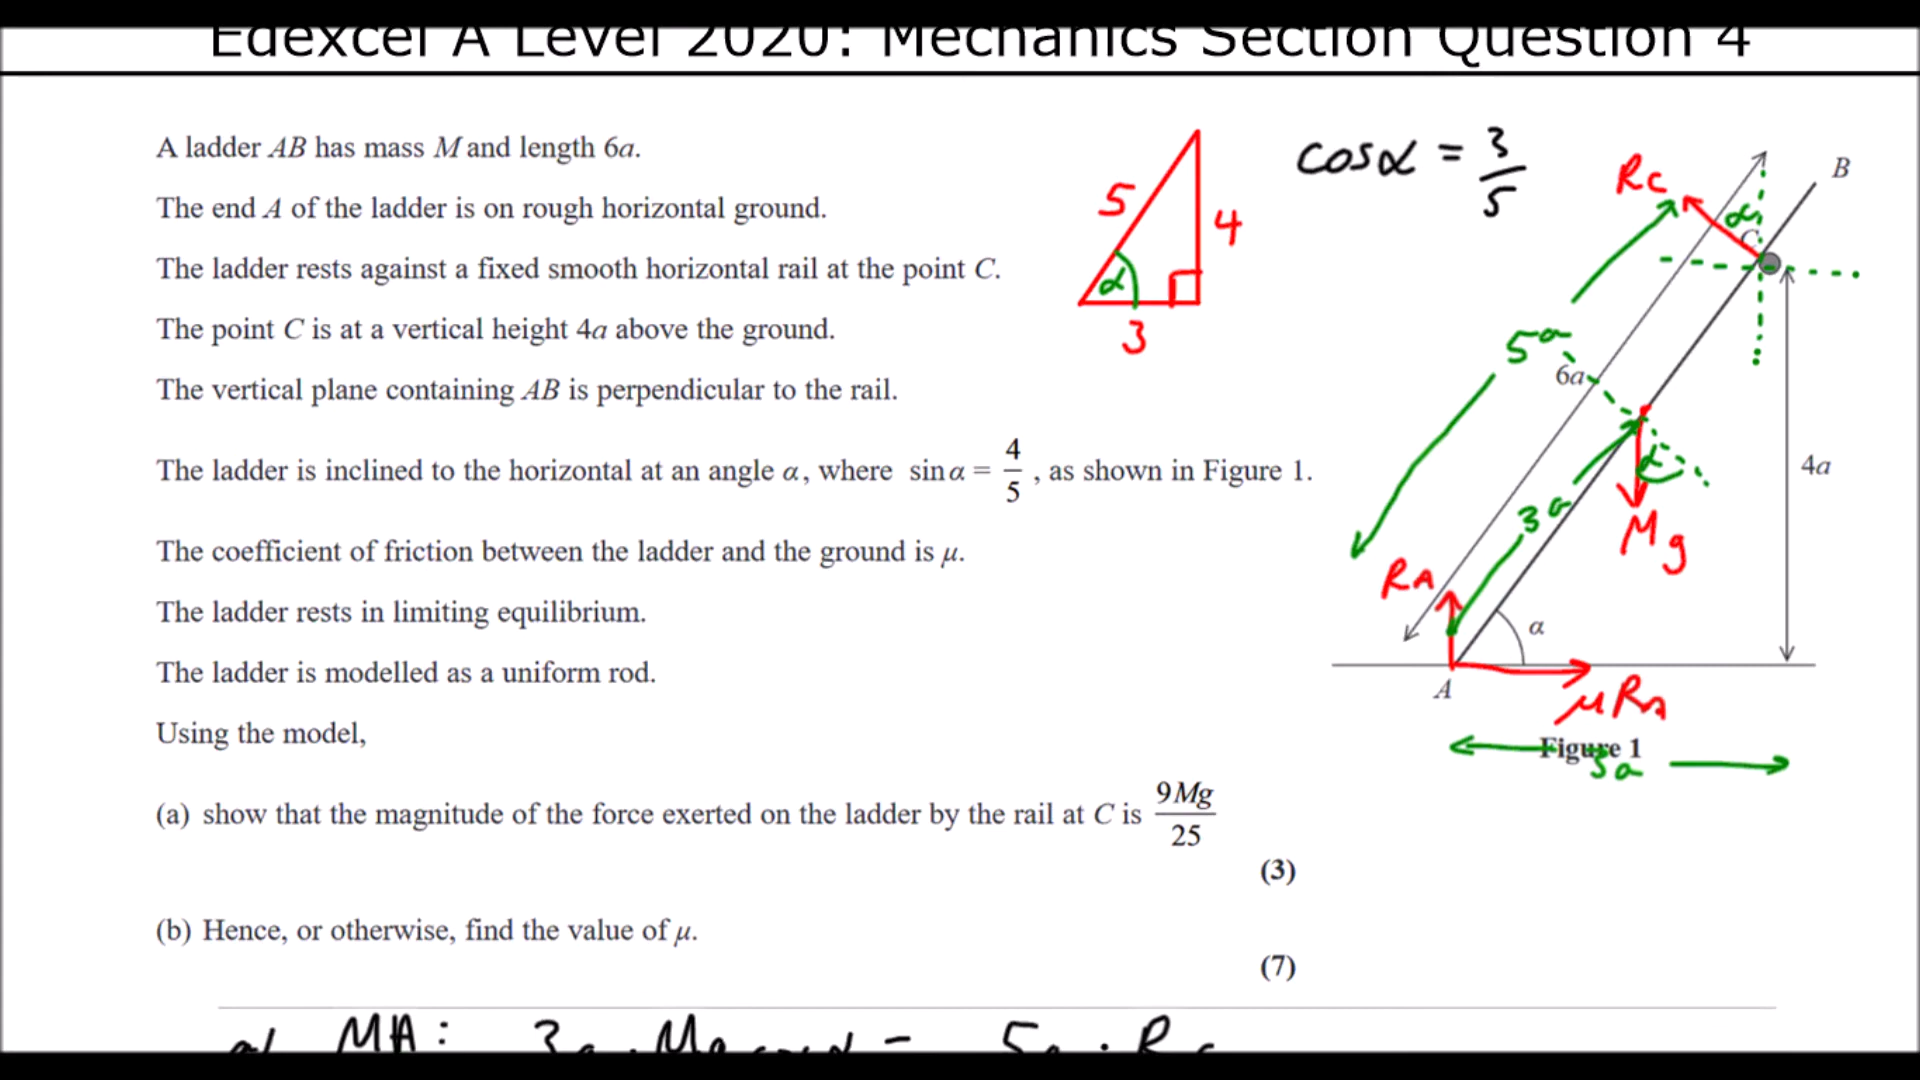 Edexcel A Level 2020: Mechanics Section Question 4
A ladder AB has mass M and length 6a.
The end A of the ladder is on rough horizontal ground.
The ladder rests against a fixed smooth horizontal rail at the point C.
The point C is at a vertical height 4a above the ground.
The vertical plane containing AB is perpendicular to the rail.
The ladder is inclined to the horizontal at an angle α, where sin α = 4/5, as shown in Figure 1.
The coefficient of friction between the ladder and the ground is μ.
The ladder rests in limiting equilibrium.
The ladder is modelled as a uniform rod.
Using the model,
(a) show that the magnitude of the force exerted on the ladder by the rail at C is 9Mg/25
(3)
(b) Hence, or otherwise, find the value of μ.
(7)
5
4
α
3
cosα = 3/5
B
RC
α
C
5a
6a
α
4a
3a
Mg
RA
α
A
μRA
Figure 1
3a
a) MA: 3a . Mg cosα = 5a . Rc